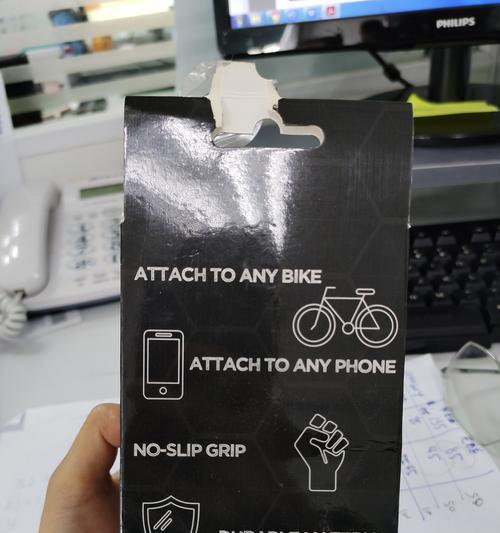 PHILIPS
ATTACH TO ANY BIKE
ATTACH TO ANY PHONE
NO-SLIP GRIP